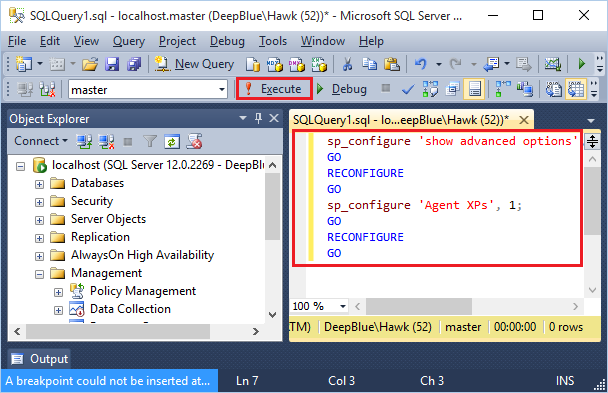 SQLQuery1.sql - localhost.master (DeepBlue\Hawk (52))* - Microsoft SQL Server ...
File Edit View Query Project Debug Tools Window Help
New Query
master Execute Debug
Object Explorer
Connect
localhost (SQL Server 12.0.2269 - DeepBl
Databases
Security
Server Objects
Replication
AlwaysOn High Availability
Management
Policy Management
Data Collection
SQLQuery1.sql - lo...eepBlue\Hawk (52))*
sp_configure 'show advanced options'
GO
RECONFIGURE
GO
sp_configure 'Agent XPs', 1;
GO
RECONFIGURE
GO
100 %
TM) DeepBlue\Hawk (52) master 00:00:00 0 rows
Output
A breakpoint could not be inserted at... Ln 7 Col 3 Ch 3 INS